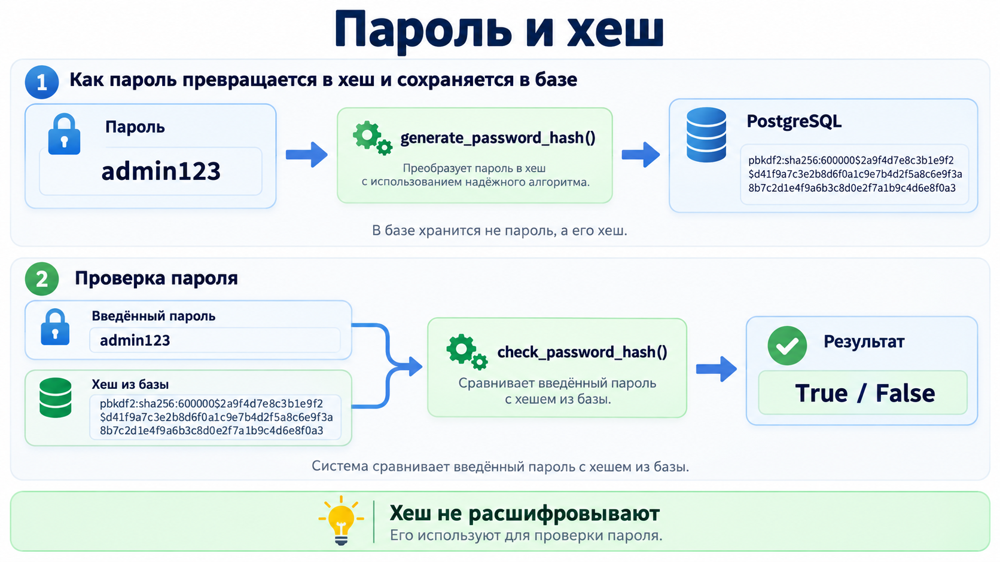 Пароль и хеш
1
Как пароль превращается в хеш и сохраняется в базе
Пароль
admin123
generate_password_hash()
Преобразует пароль в хеш
с использованием надёжного алгоритма.
PostgreSQL
pbkdf2:sha256:600000$2a9f4d7e8c3b1e9f2
$d41f9a7c3e2b8d6f0a1c9e7b4d2f5a8c6e9f3a
8b7c2d1e4f9a6b3c8d0e2f7a1b9c4d6e8f0a3
В базе хранится не пароль, а его хеш.
2
Проверка пароля
Введённый пароль
admin123
Хеш из базы
pbkdf2:sha256:600000$2a9f4d7e8c3b1e9f2
$d41f9a7c3e2b8d6f0a1c9e7b4d2f5a8c6e9f3a
8b7c2d1e4f9a6b3c8d0e2f7a1b9c4d6e8f0a3
check_password_hash()
Сравнивает введённый пароль
с хешем из базы.
Результат
True / False
Система сравнивает введённый пароль с хешем из базы.
Хеш не расшифровывают
Его используют для проверки пароля.